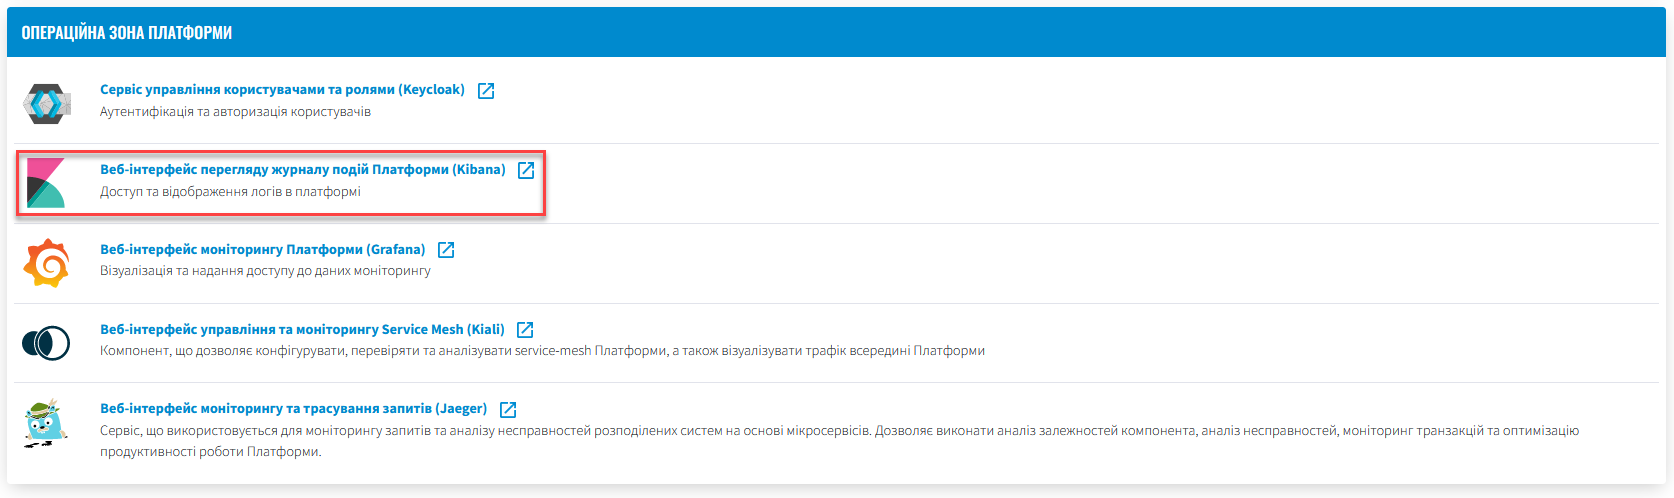 ОПЕРАЦІЙНА ЗОНА ПЛАТФОРМИ
Сервіс управління користувачами та ролями (Keycloak)
Аутентифікація та авторизація користувачів
Веб-інтерфейс перегляду журналу подій Платформи (Kibana)
Доступ та відображення логів в платформі
Веб-інтерфейс моніторингу Платформи (Grafana)
Візуалізація та надання доступу до даних моніторингу
Веб-інтерфейс управління та моніторингу Service Mesh (Kiali)
Компонент, що дозволяє конфігурувати, перевіряти та аналізувати service-mesh Платформи, а також візуалізувати трафік всередині Платформи
Веб-інтерфейс моніторингу та трасування запитів (Jaeger)
Сервіс, що використовується для моніторингу запитів та аналізу несправностей розподілених систем на основі мікросервісів. Дозволяє виконати аналіз залежностей компонента, аналіз несправностей, моніторинг транзакцій та оптимізацію
продуктивності роботи Платформи.